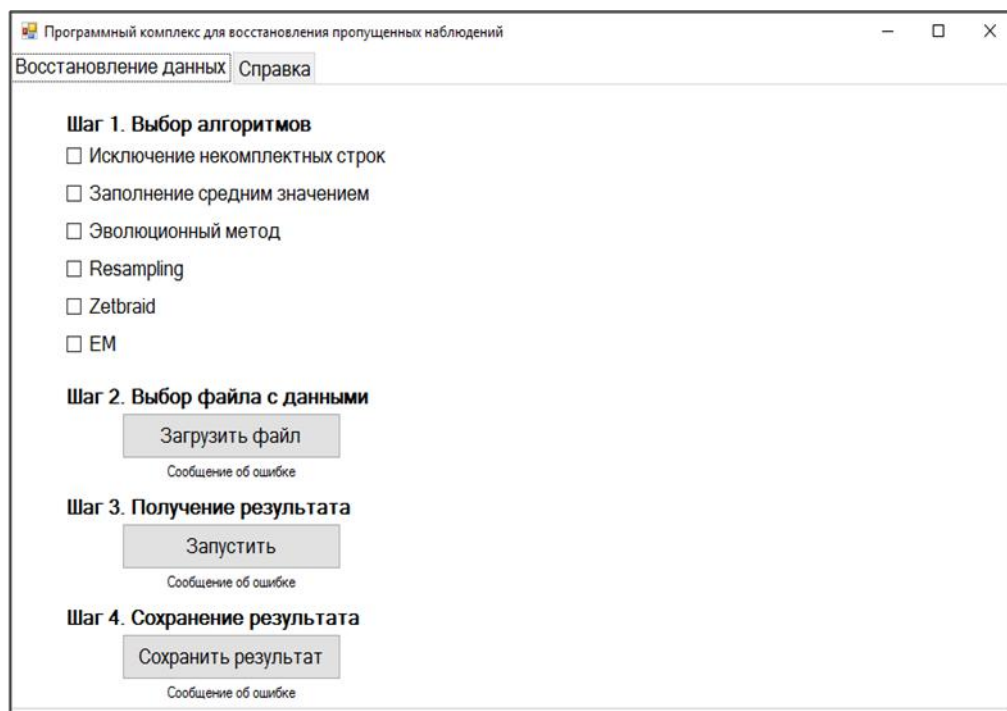 Программный комплекс для восстановления пропущенных наблюдений
Восстановление данных Справка
Шаг 1. Выбор алгоритмов
Исключение некомплектных строк
Заполнение средним значением
Эволюционный метод
Resampling
Zetbraid
EM
Шаг 2. Выбор файла с данными
Загрузить файл
Сообщение об ошибке
Шаг 3. Получение результата
Запустить
Сообщение об ошибке
Шаг 4. Сохранение результата
Сохранить результат
Сообщение об ошибке